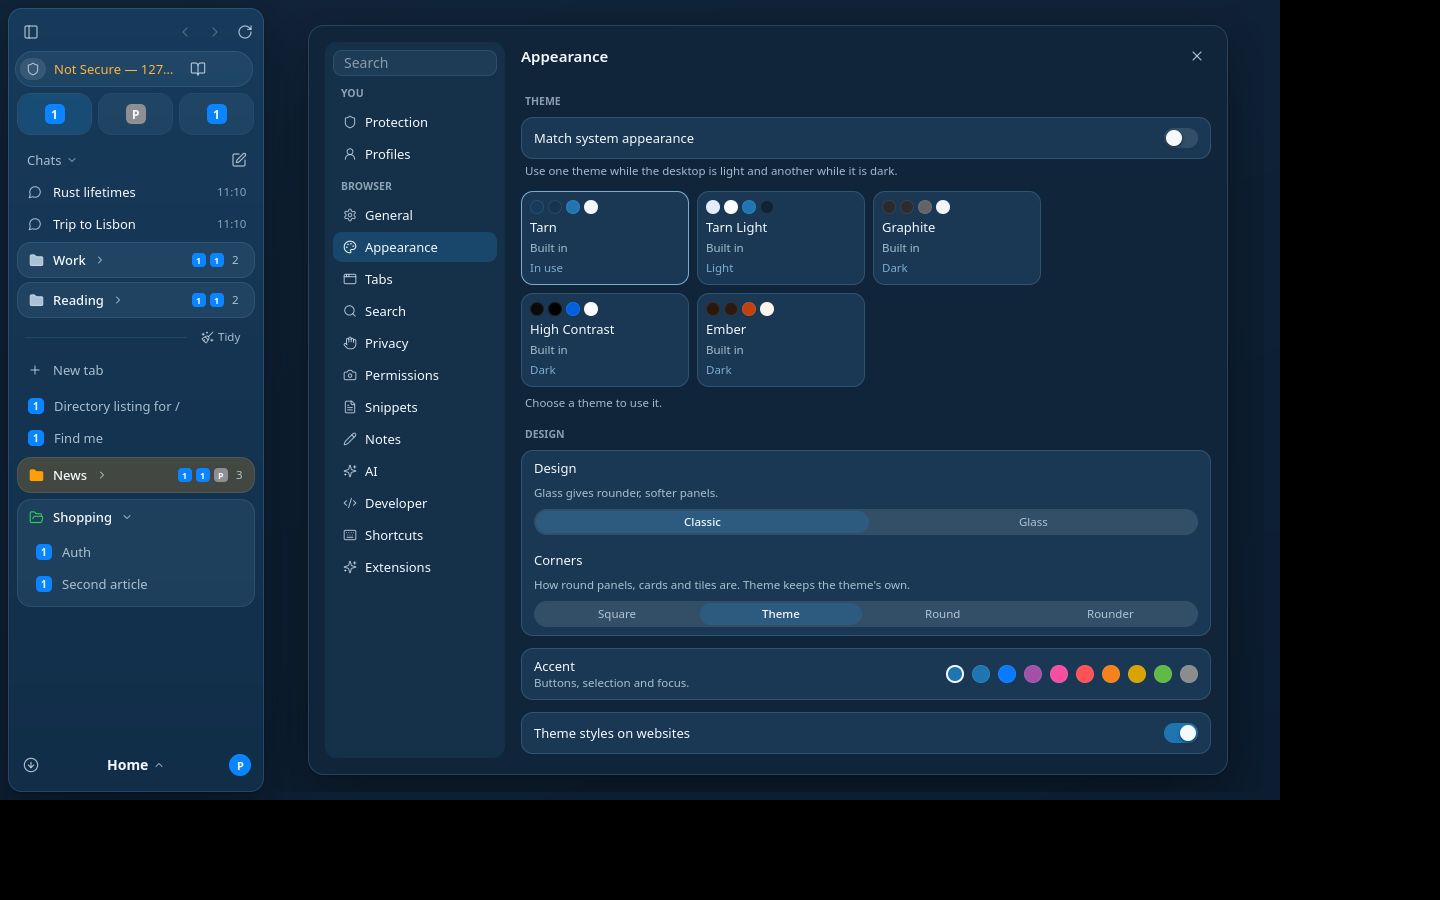 Not Secure — 127...
1
P
1
Chats
Rust lifetimes 11:10
Trip to Lisbon 11:10
Work 1 1 2
Reading 1 1 2
Tidy
New tab
1 Directory listing for /
1 Find me
News 1 1 P 3
Shopping
1 Auth
1 Second article
Home P
Search
YOU
Protection
Profiles
BROWSER
General
Appearance
Tabs
Search
Privacy
Permissions
Snippets
Notes
AI
Developer
Shortcuts
Extensions
Appearance
THEME
Match system appearance
Use one theme while the desktop is light and another while it is dark.
Tarn
Built in
In use
Tarn Light
Built in
Light
Graphite
Built in
Dark
High Contrast
Built in
Dark
Ember
Built in
Dark
Choose a theme to use it.
DESIGN
Design
Glass gives rounder, softer panels.
Classic Glass
Corners
How round panels, cards and tiles are. Theme keeps the theme's own.
Square Theme Round Rounder
Accent
Buttons, selection and focus.
Theme styles on websites